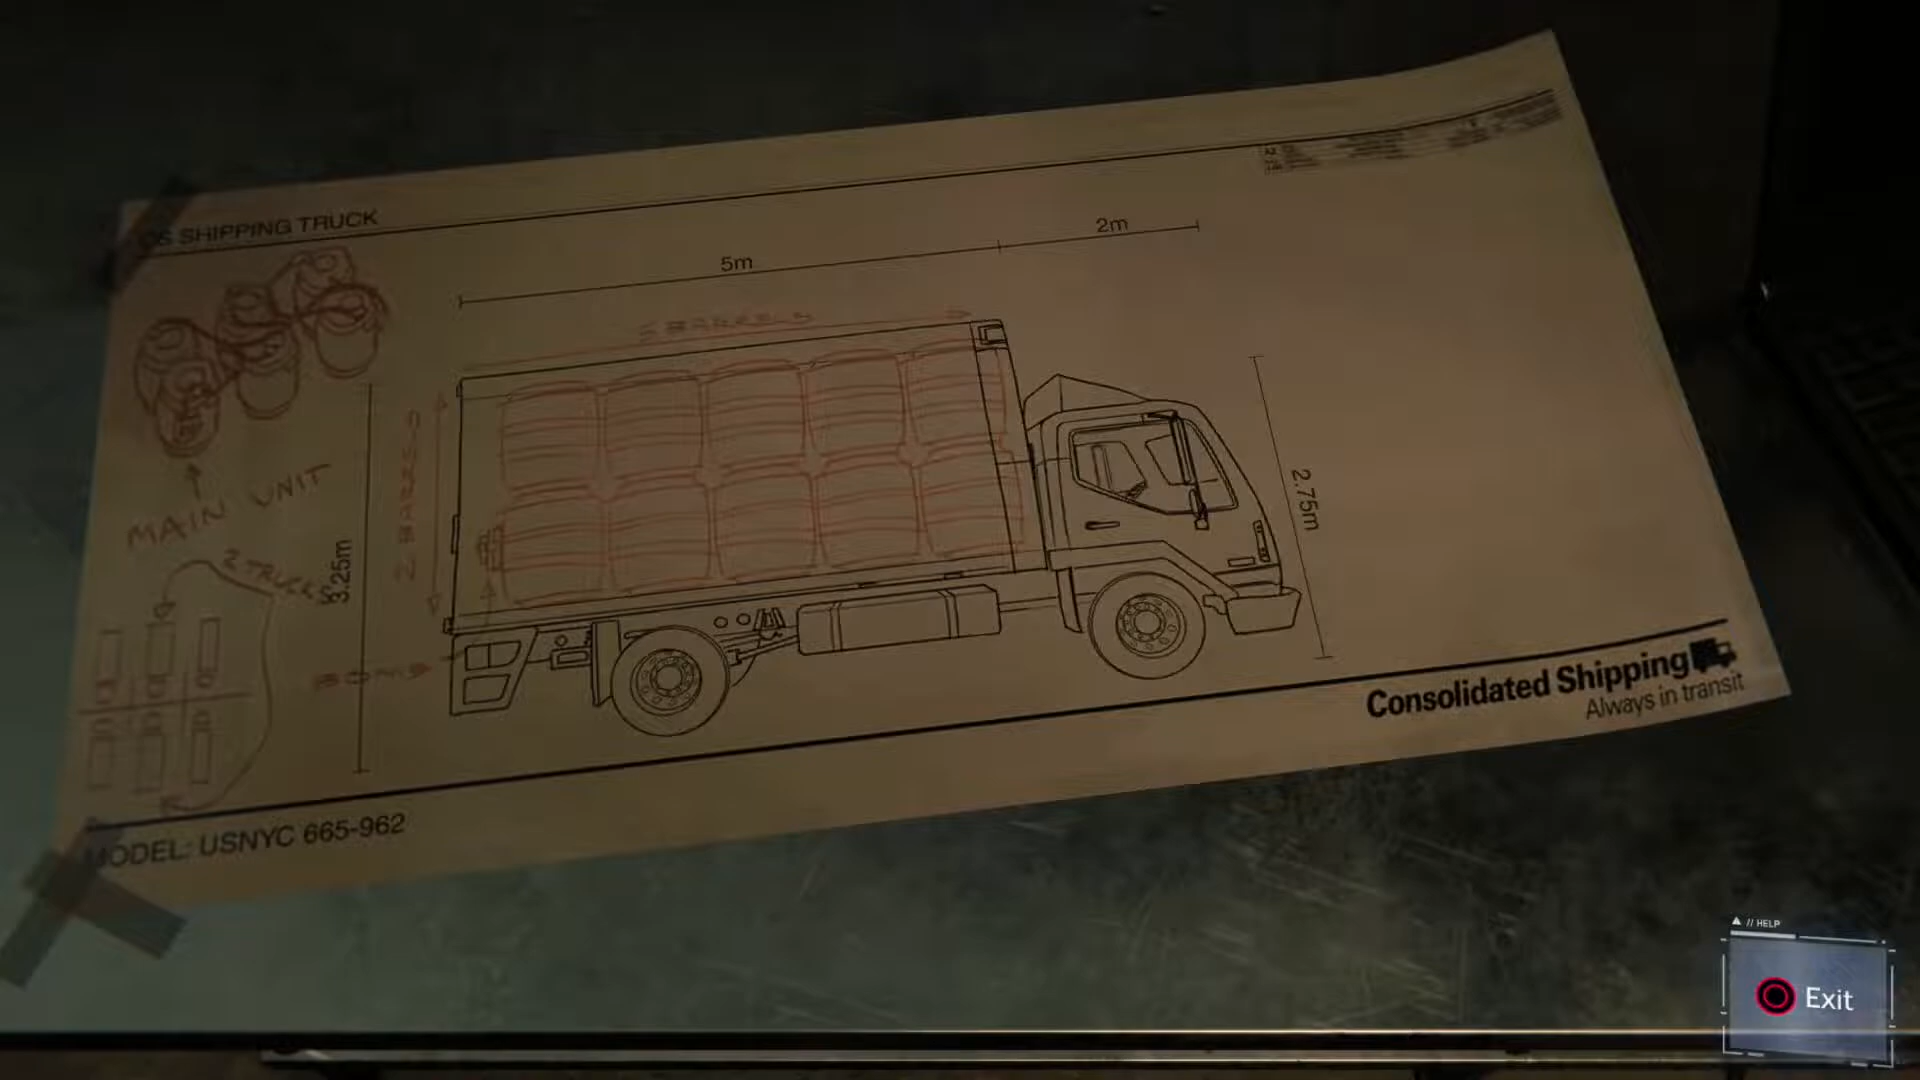 CS SHIPPING TRUCK
2m
5m
5 BARRELS
2 BARRELS
MAIN UNIT
2 TRUCKS
3.25m
2.75m
BOMB
Consolidated Shipping
Always in transit
MODEL: USNYC 665-962
// HELP
Exit